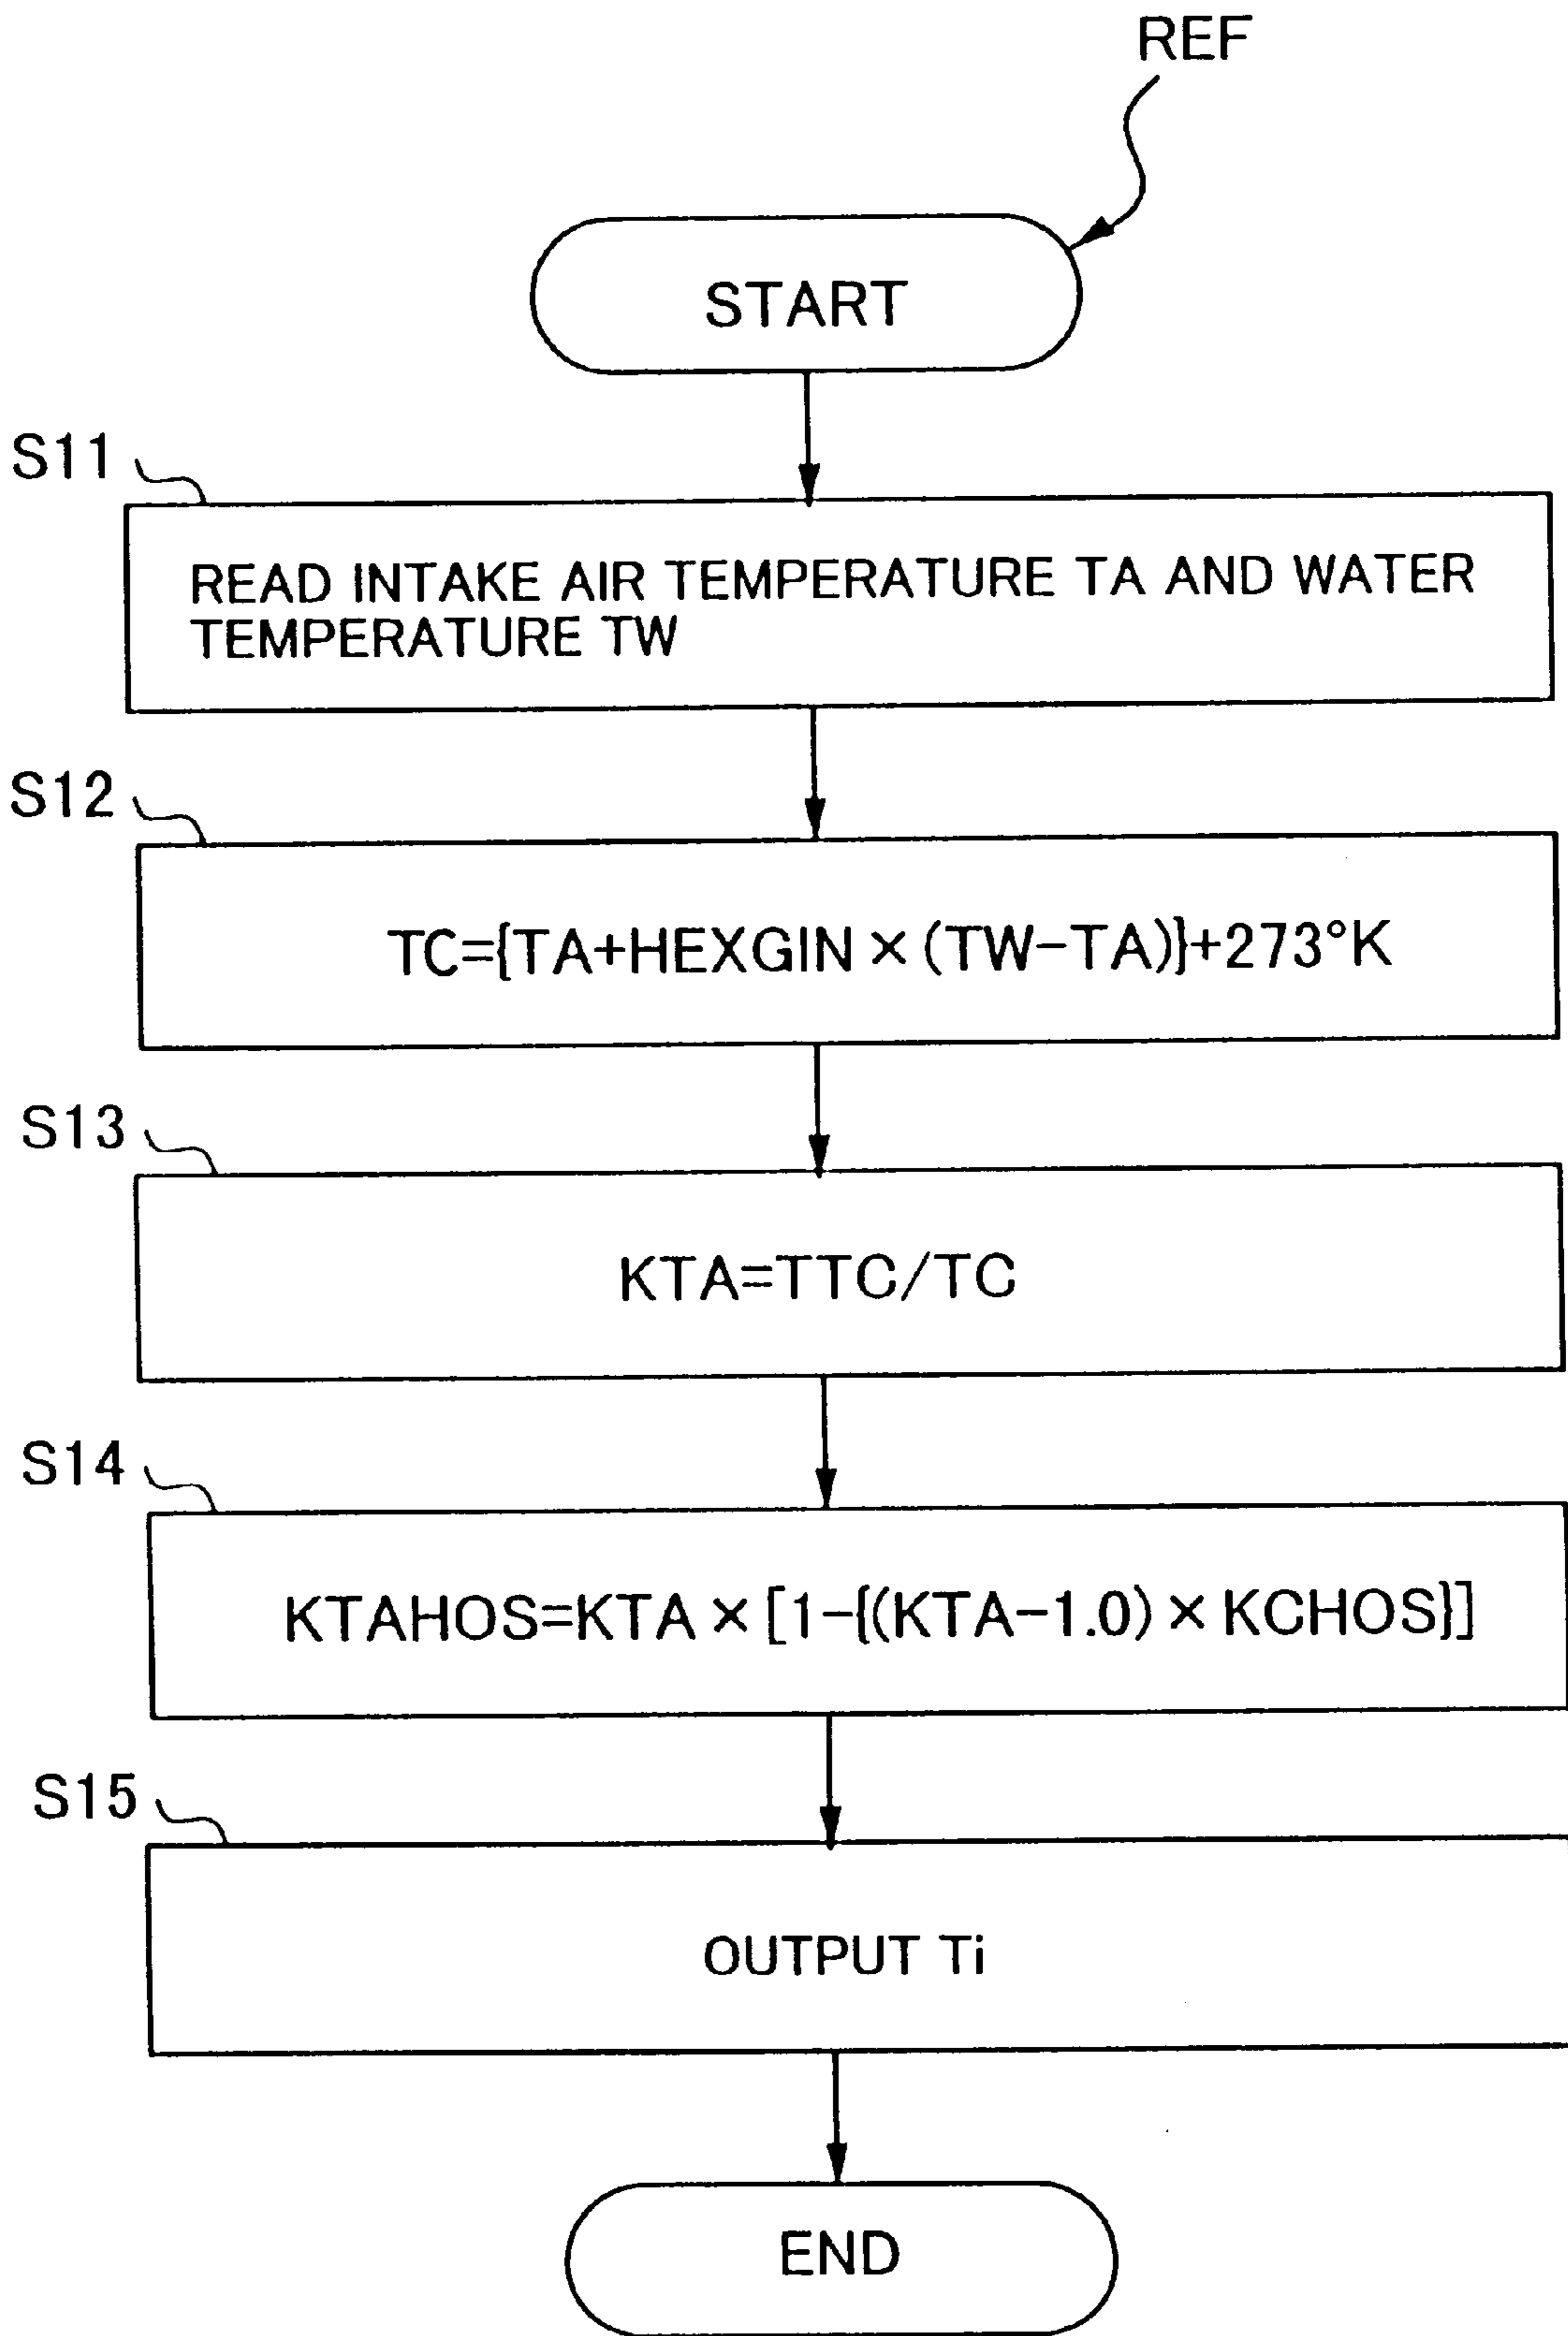 REF
START
S11
READ INTAKE AIR TEMPERATURE TA AND WATER
TEMPERATURE TW
S12
TC={TA+HEXGIN×(TW-TA)}+273°K
S13
KTA=TTC/TC
S14
KTAHOS=KTA×[1-{(KTA-1.0)×KCHOS}]
S15
OUTPUT Ti
END